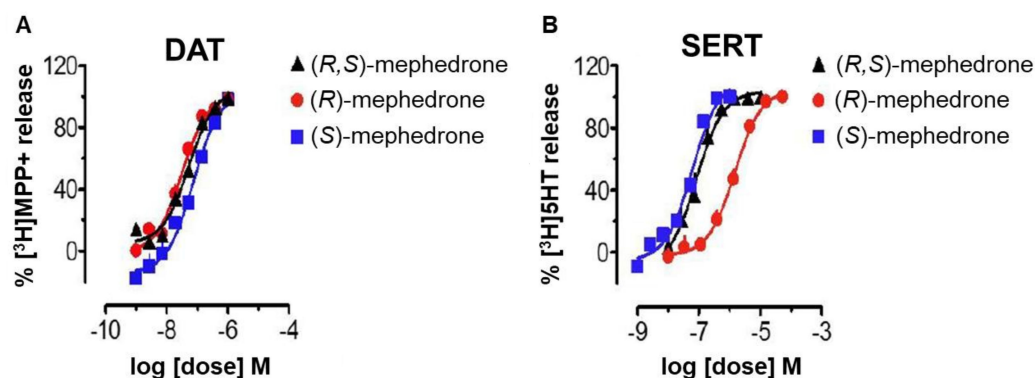 A
DAT
% [³H]MPP+ release
120
80
40
0
-10
-8
-6
-4
log [dose] M
(R,S)-mephedrone
(R)-mephedrone
(S)-mephedrone
B
SERT
% [³H]5HT release
120
80
40
0
-9
-7
-5
-3
log [dose] M
(R,S)-mephedrone
(R)-mephedrone
(S)-mephedrone